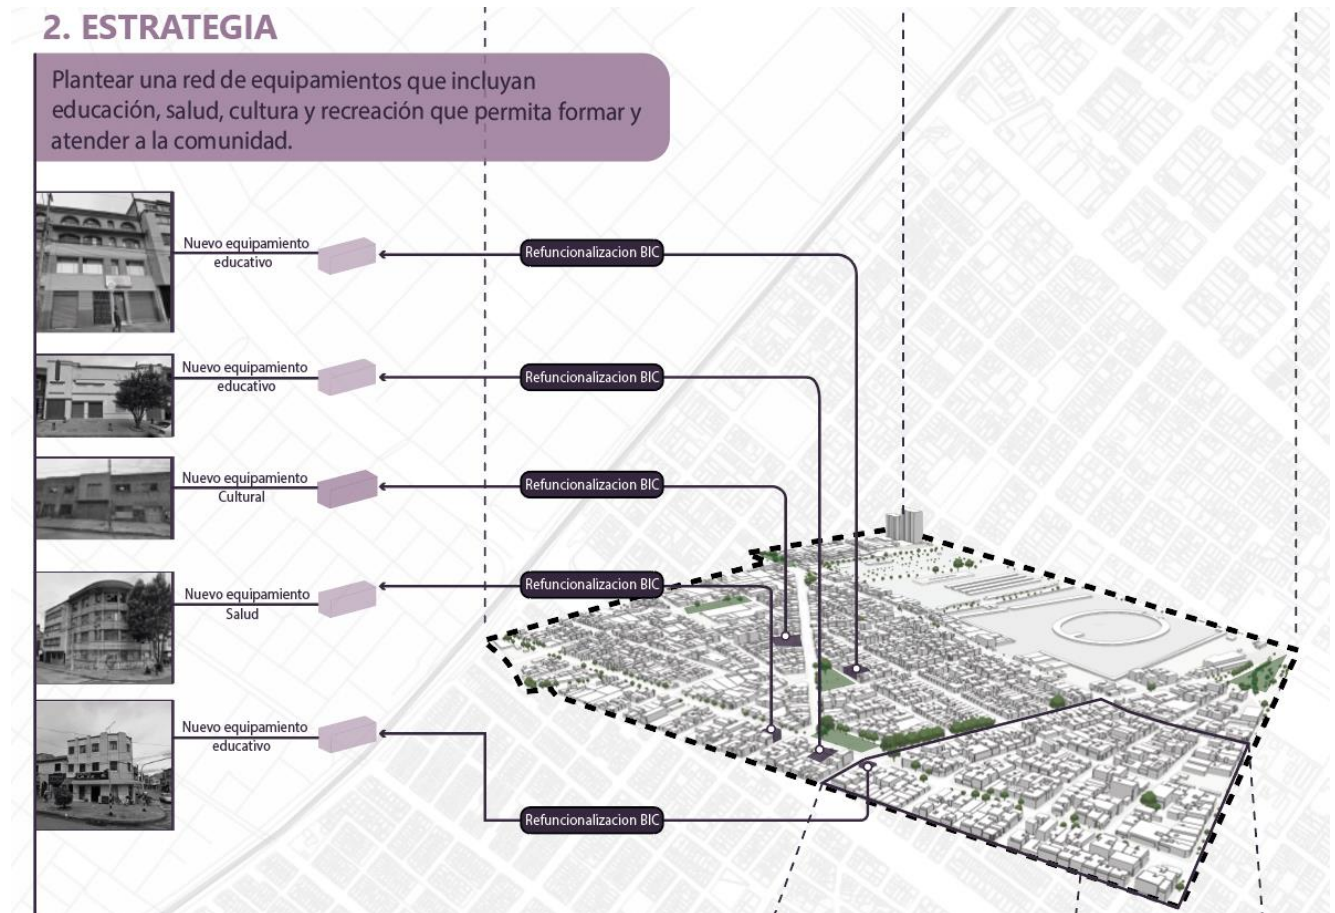 2. ESTRATEGIA
Plantear una red de equipamientos que incluyan
educación, salud, cultura y recreación que permita formar y
atender a la comunidad.
Nuevo equipamiento
educativo
Refuncionalizacion BIC
Nuevo equipamiento
educativo
Refuncionalizacion BIC
Nuevo equipamiento
Cultural
Refuncionalizacion BIC
Nuevo equipamiento
Salud
Refuncionalizacion BIC
Nuevo equipamiento
educativo
Refuncionalizacion BIC